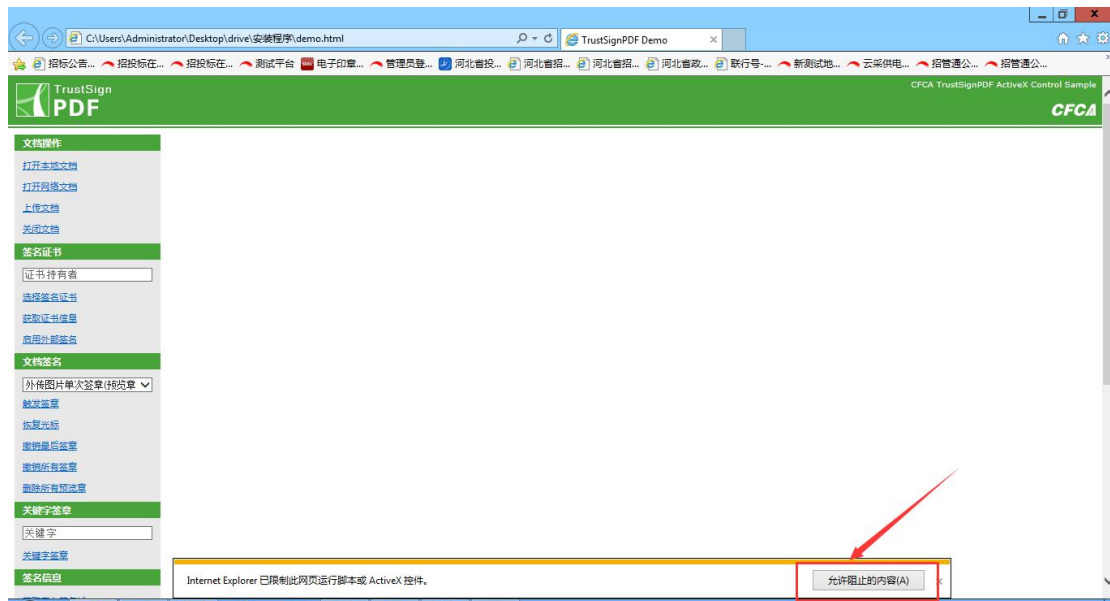 C:\Users\Administrator\Desktop\drive\安装程序\demo.html
TrustSignPDF Demo
招标公告... 招投标在... 招投标在... 测试平台 电子印章... 管理员登... 河北省投... 河北省招... 河北省招... 河北省政... 联行号-... 新测试地... 云采供电... 招管通公... 招管通公...
TrustSign
PDF
CFCA TrustSignPDF ActiveX Control Sample
CFCA
文档操作
打开本地文档
打开网络文档
上传文档
关闭文档
签名证书
证书持有者
选择签名证书
获取证书信息
启用外部签名
文档签名
外传图片单次签章(预览章
触发签章
恢复光标
撤销最后签章
撤销所有签章
删除所有预览章
关键字签章
关键字
关键字签章
签名信息
Internet Explorer 已限制此网页运行脚本或 ActiveX 控件。
允许阻止的内容(A)